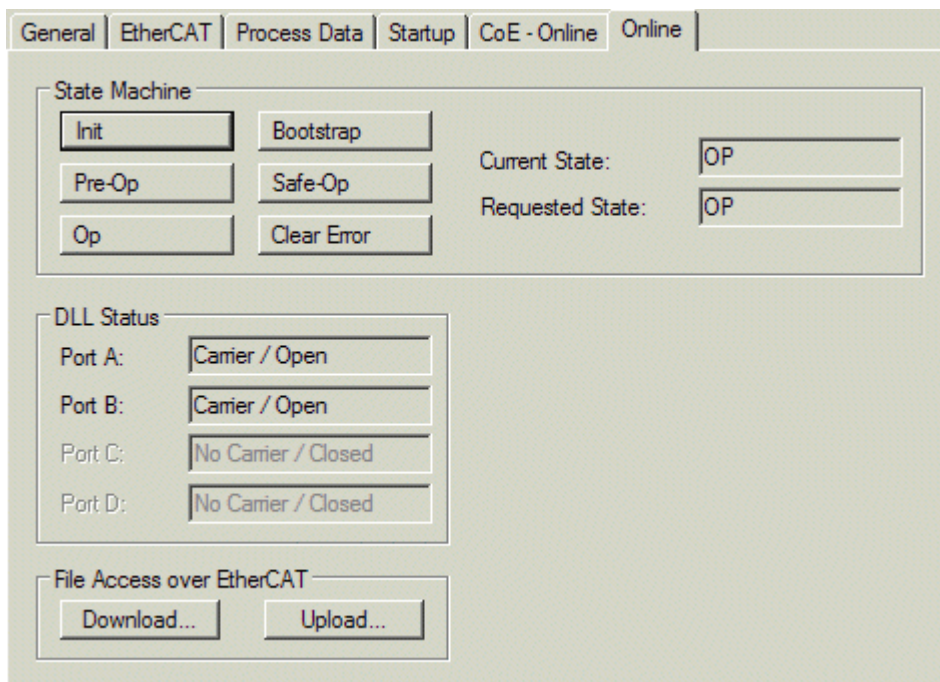 General EtherCAT Process Data Startup CoE - Online Online
State Machine
Init Bootstrap
Pre-Op Safe-Op
Op Clear Error
Current State: OP
Requested State: OP
DLL Status
Port A: Carrier / Open
Port B: Carrier / Open
Port C: No Carrier / Closed
Port D: No Carrier / Closed
File Access over EtherCAT
Download... Upload...